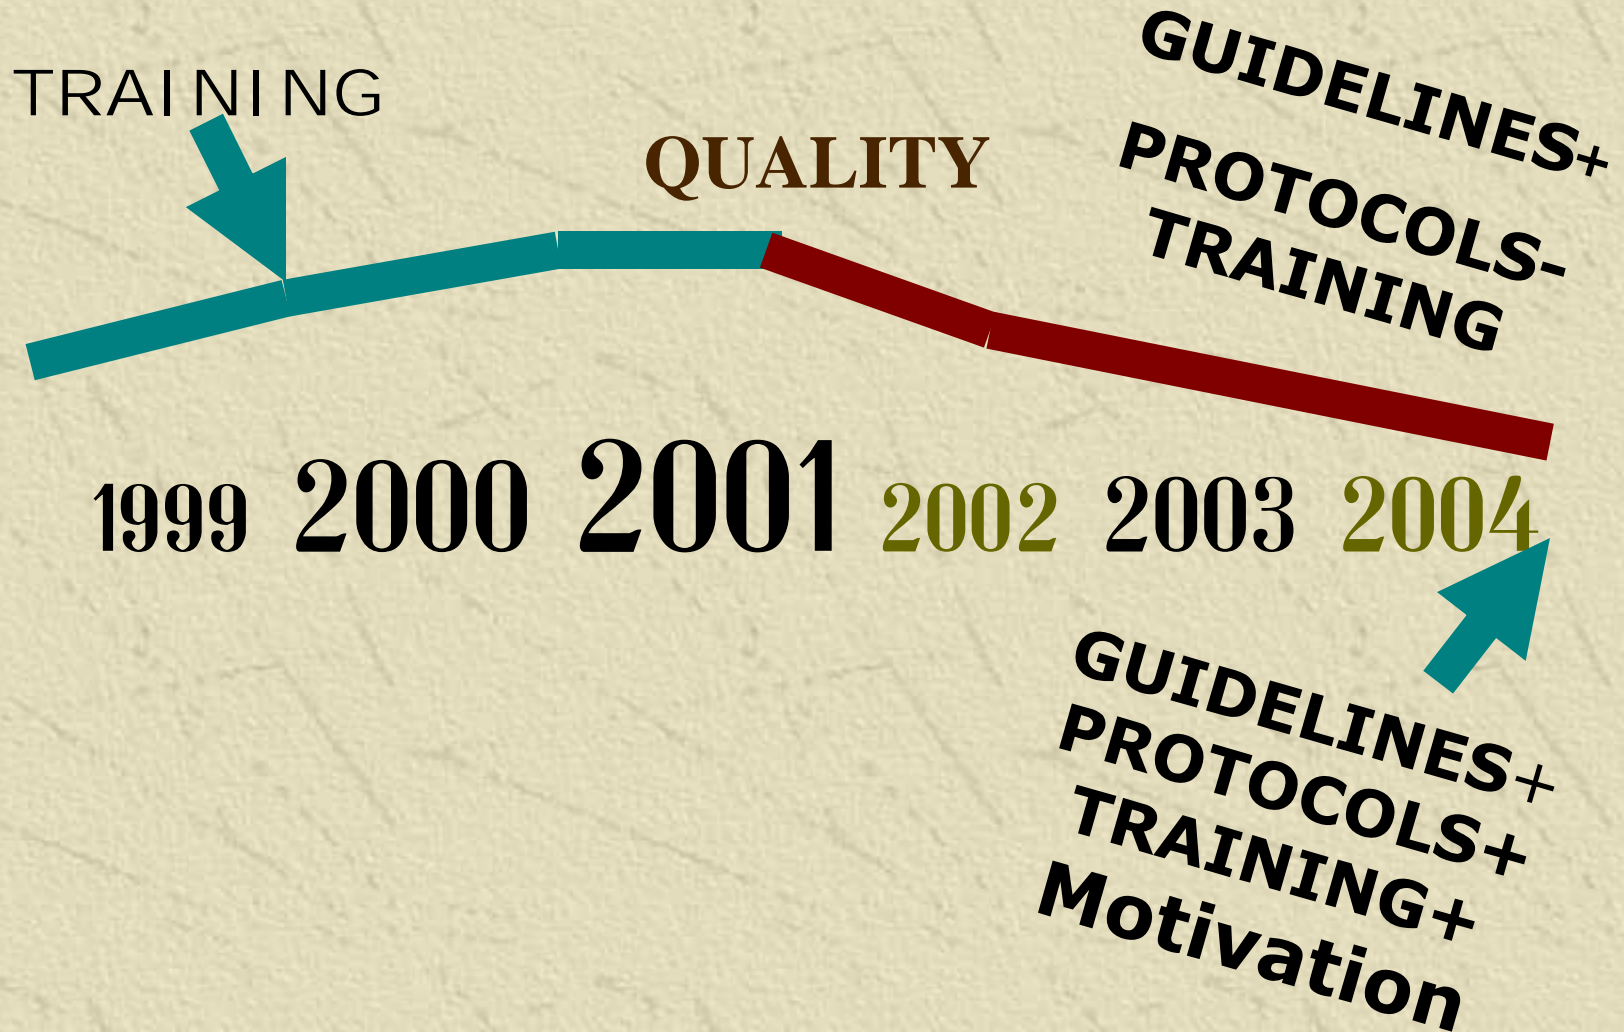 TRAINING
QUALITY
GUIDELINES+
PROTOCOLS-
TRAINING
1999 2000 2001 2002 2003 2004
GUIDELINES+
PROTOCOLS+
TRAINING+
Motivation